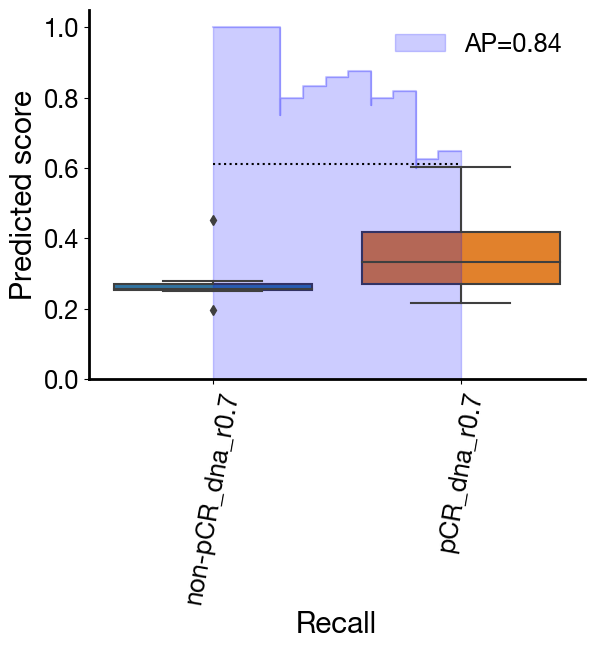 AP=0.84
Predicted score
1.0
0.8
0.6
0.4
0.2
0.0
non-pCR_dna_r0.7
pCR_dna_r0.7
Recall